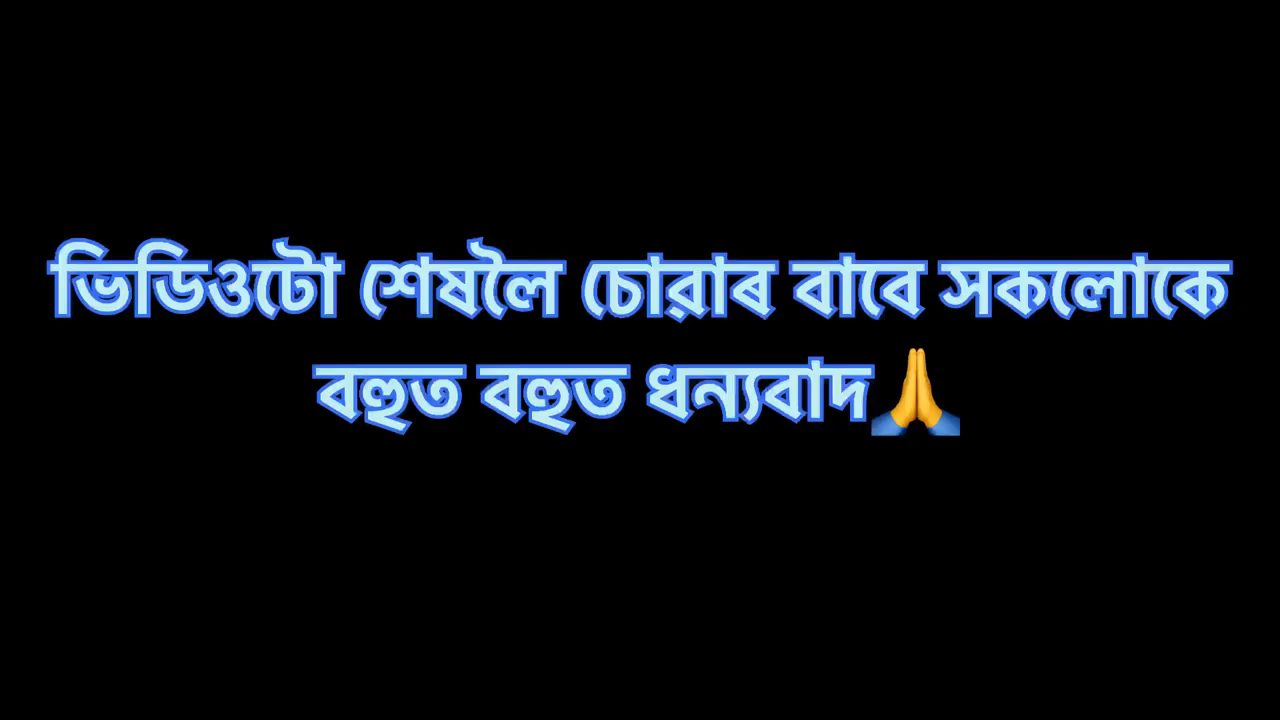 ভিডিওটো শেষলৈ চোৱাৰ বাবে সকলোকে
বহুত বহুত ধন্যবাদ🙏